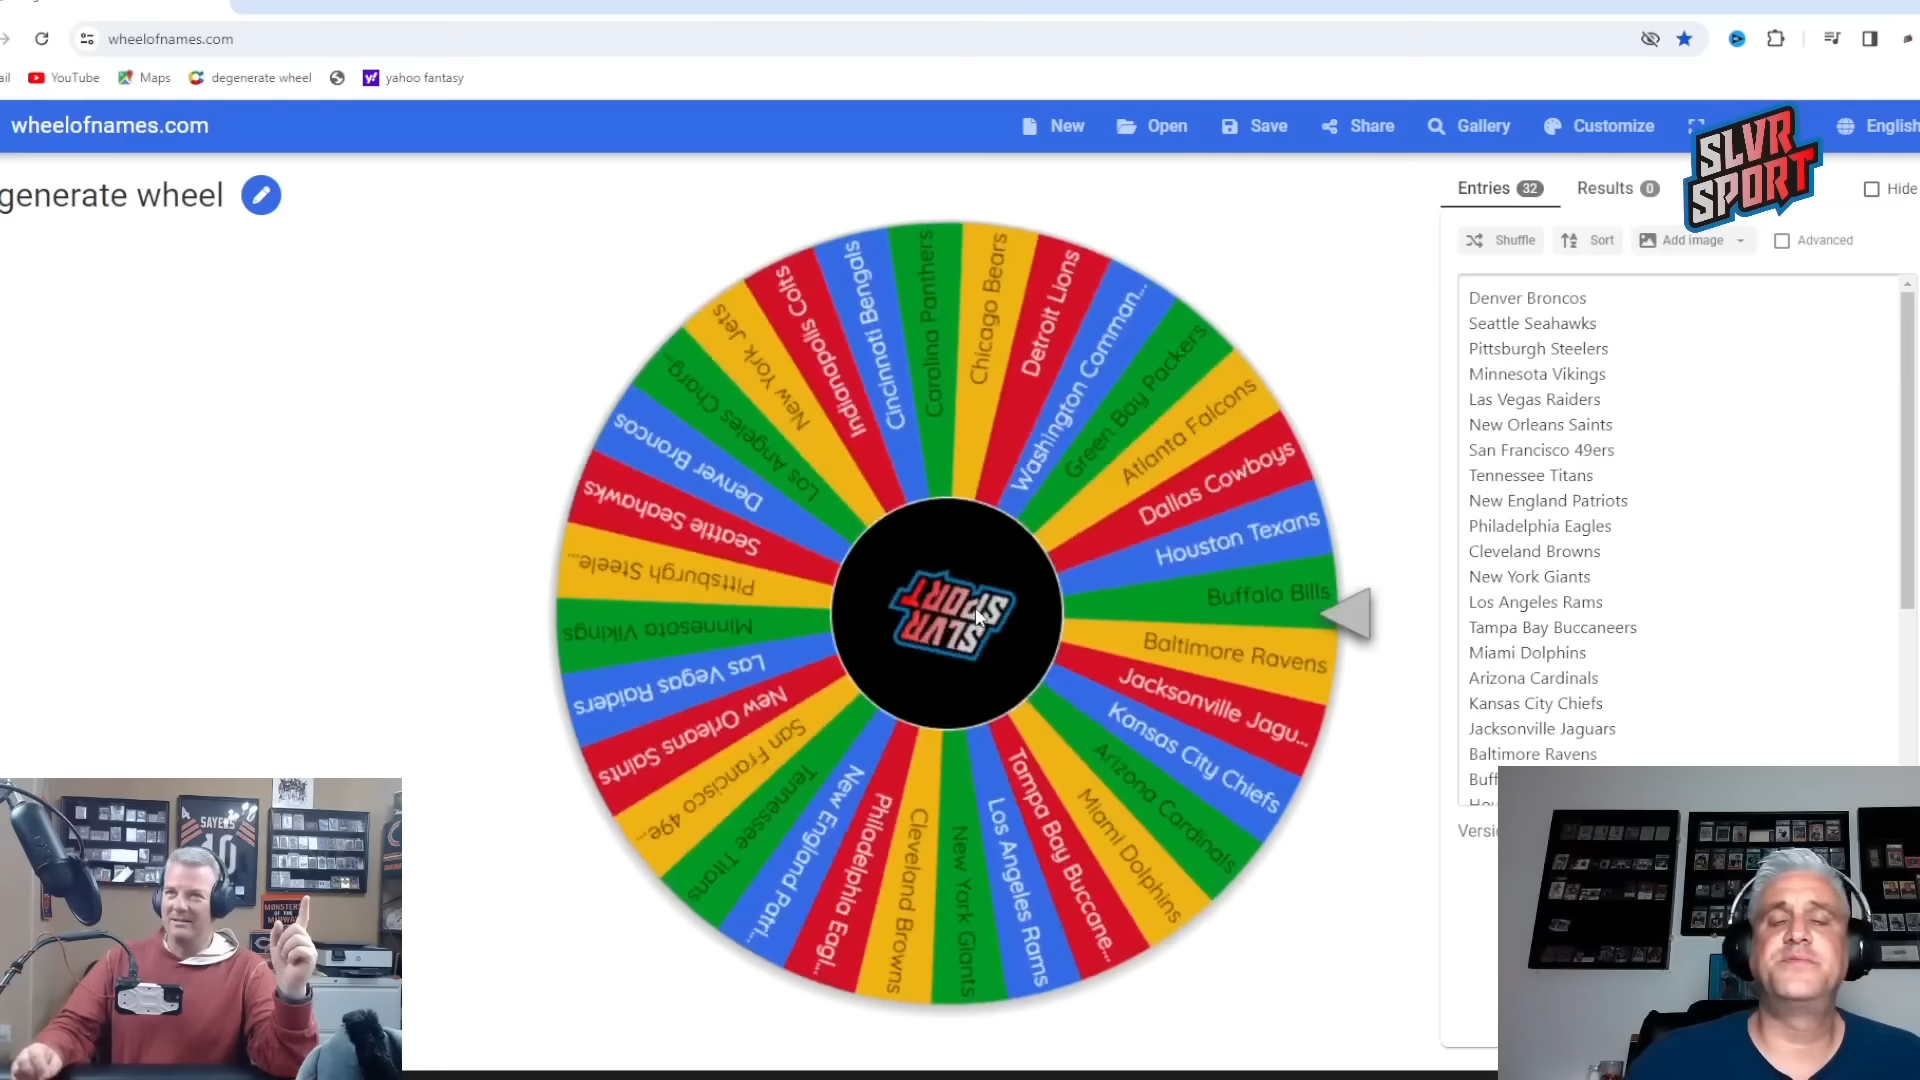 wheelofnames.com
YouTube
Maps
degenerate wheel
yahoo fantasy
wheelofnames.com
New
Open
Save
Share
Gallery
Customize
English
SLVR
SPORT
generate wheel
Entries 32
Results 0
Hide
Shuffle
Sort
Add image
Advanced
Denver Broncos
Seattle Seahawks
Pittsburgh Steelers
Minnesota Vikings
Las Vegas Raiders
New Orleans Saints
San Francisco 49ers
Tennessee Titans
New England Patriots
Philadelphia Eagles
Cleveland Browns
New York Giants
Los Angeles Rams
Tampa Bay Buccaneers
Miami Dolphins
Arizona Cardinals
Kansas City Chiefs
Jacksonville Jaguars
Baltimore Ravens
Buff
Versi
Carolina Panthers
Chicago Bears
Detroit Lions
Washington Comman...
Green Bay Packers
Atlanta Falcons
Dallas Cowboys
Houston Texans
Buffalo Bills
Baltimore Ravens
Jacksonville Jagu...
Kansas City Chiefs
Arizona Cardinals
Miami Dolphins
Tampa Bay Buccane...
Los Angeles Rams
New York Giants
Cleveland Browns
Philadelphia Eagl...
New England Patri...
Tennessee Titans
San Francisco 49e...
New Orleans Saints
Las Vegas Raiders
Minnesota Vikings
Pittsburgh Steele...
Seattle Seahawks
Denver Broncos
Los Angeles Charg...
New York Jets
Indianapolis Colts
Cincinnati Bengals
SLVR
SPORT
SAYERS
MONSTERS
OF THE
MIDWAY